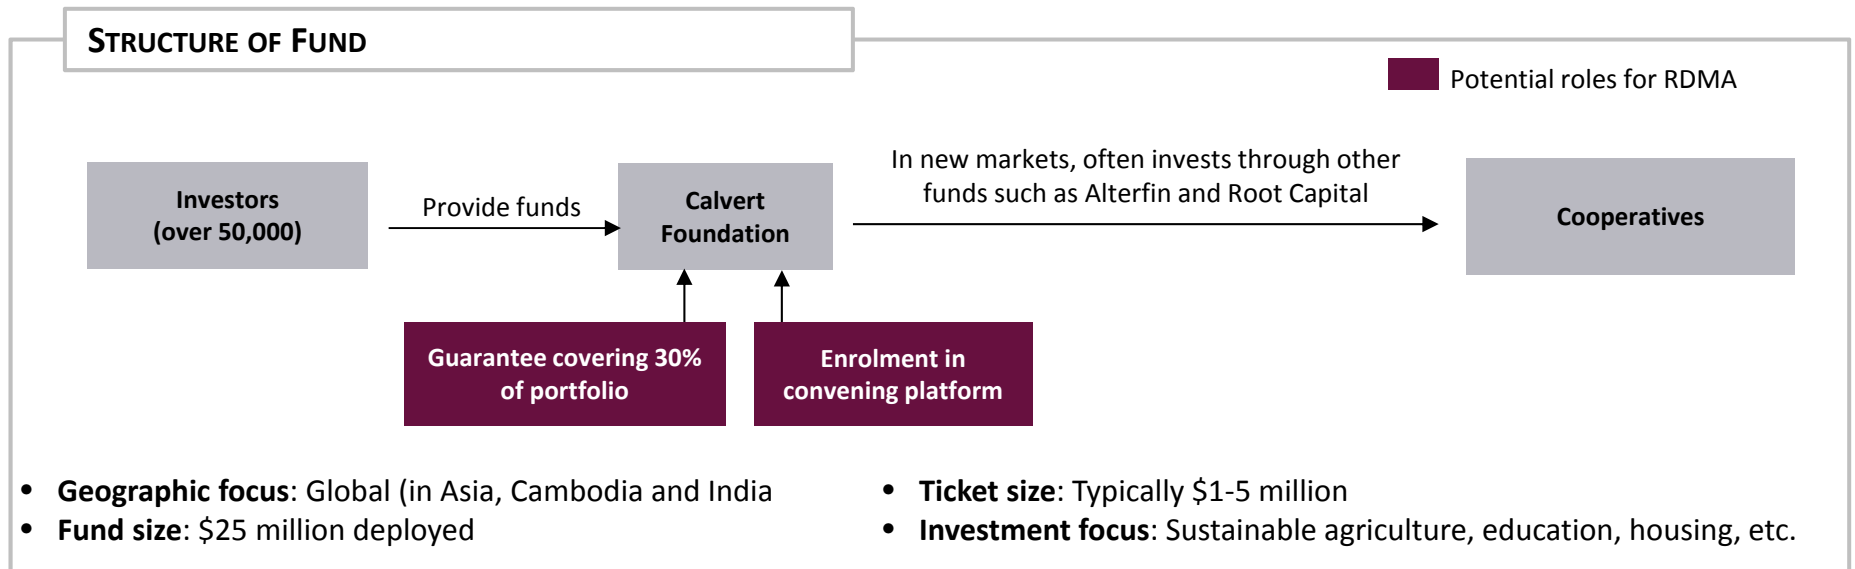 STRUCTURE OF FUND
Potential roles for RDMA
Investors
(over 50,000)
Provide funds
Calvert
Foundation
In new markets, often invests through other
funds such as Alterfin and Root Capital
Cooperatives
Guarantee covering 30%
of portfolio
Enrolment in
convening platform
• Geographic focus: Global (in Asia, Cambodia and India
• Fund size: $25 million deployed
• Ticket size: Typically $1-5 million
• Investment focus: Sustainable agriculture, education, housing, etc.